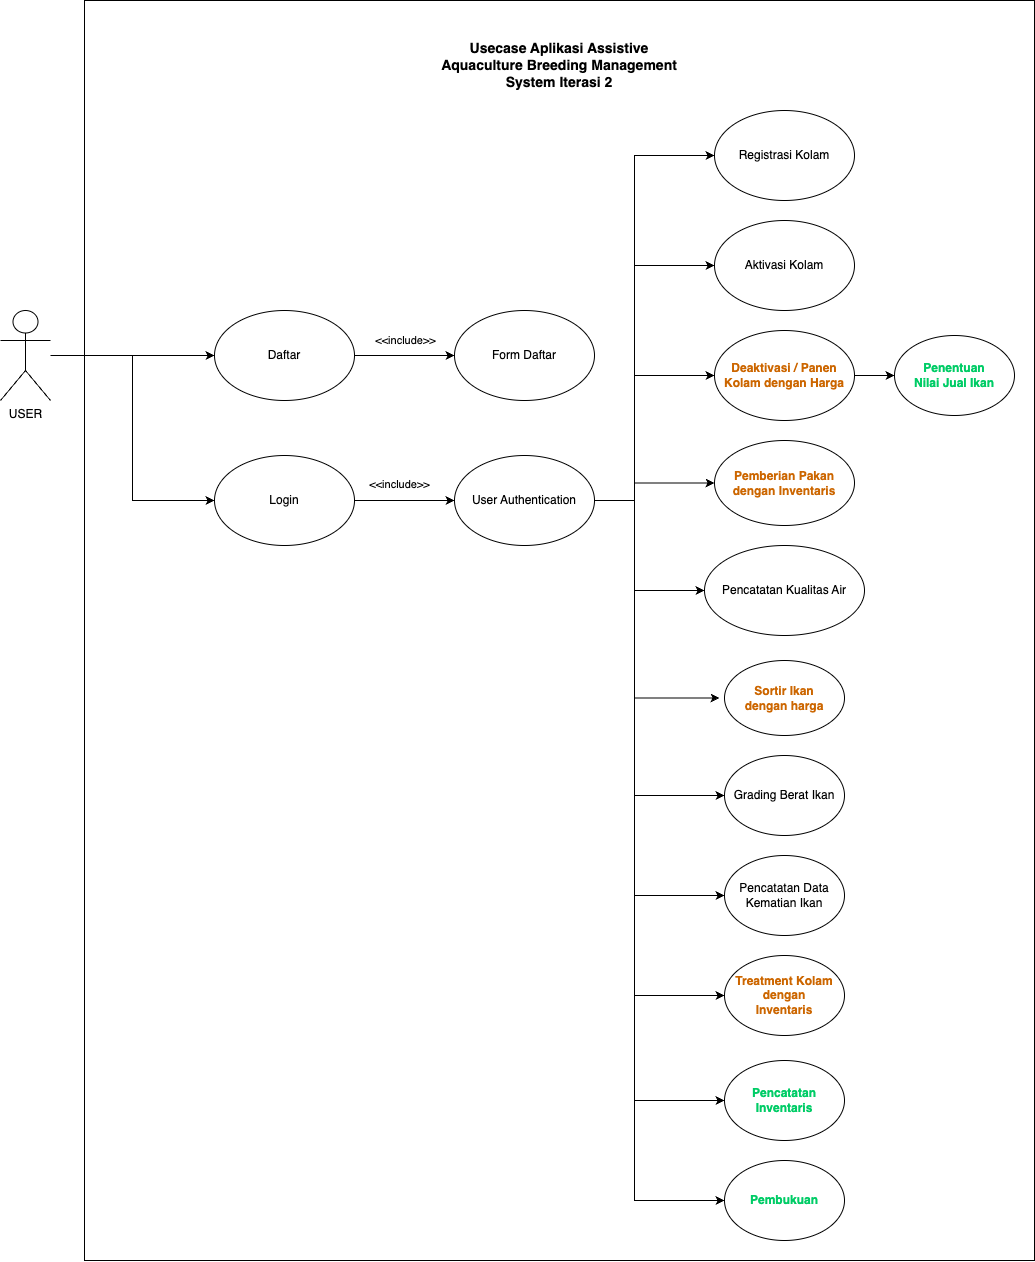 Usecase Aplikasi Assistive
Aquaculture Breeding Management
System Iterasi 2
USER
Daftar
<<include>>
Form Daftar
Login
<<include>>
User Authentication
Registrasi Kolam
Aktivasi Kolam
Deaktivasi / Panen
Kolam dengan Harga
Penentuan
Nilai Jual Ikan
Pemberian Pakan
dengan Inventaris
Pencatatan Kualitas Air
Sortir Ikan
dengan harga
Grading Berat Ikan
Pencatatan Data
Kematian Ikan
Treatment Kolam
dengan
Inventaris
Pencatatan
Inventaris
Pembukuan